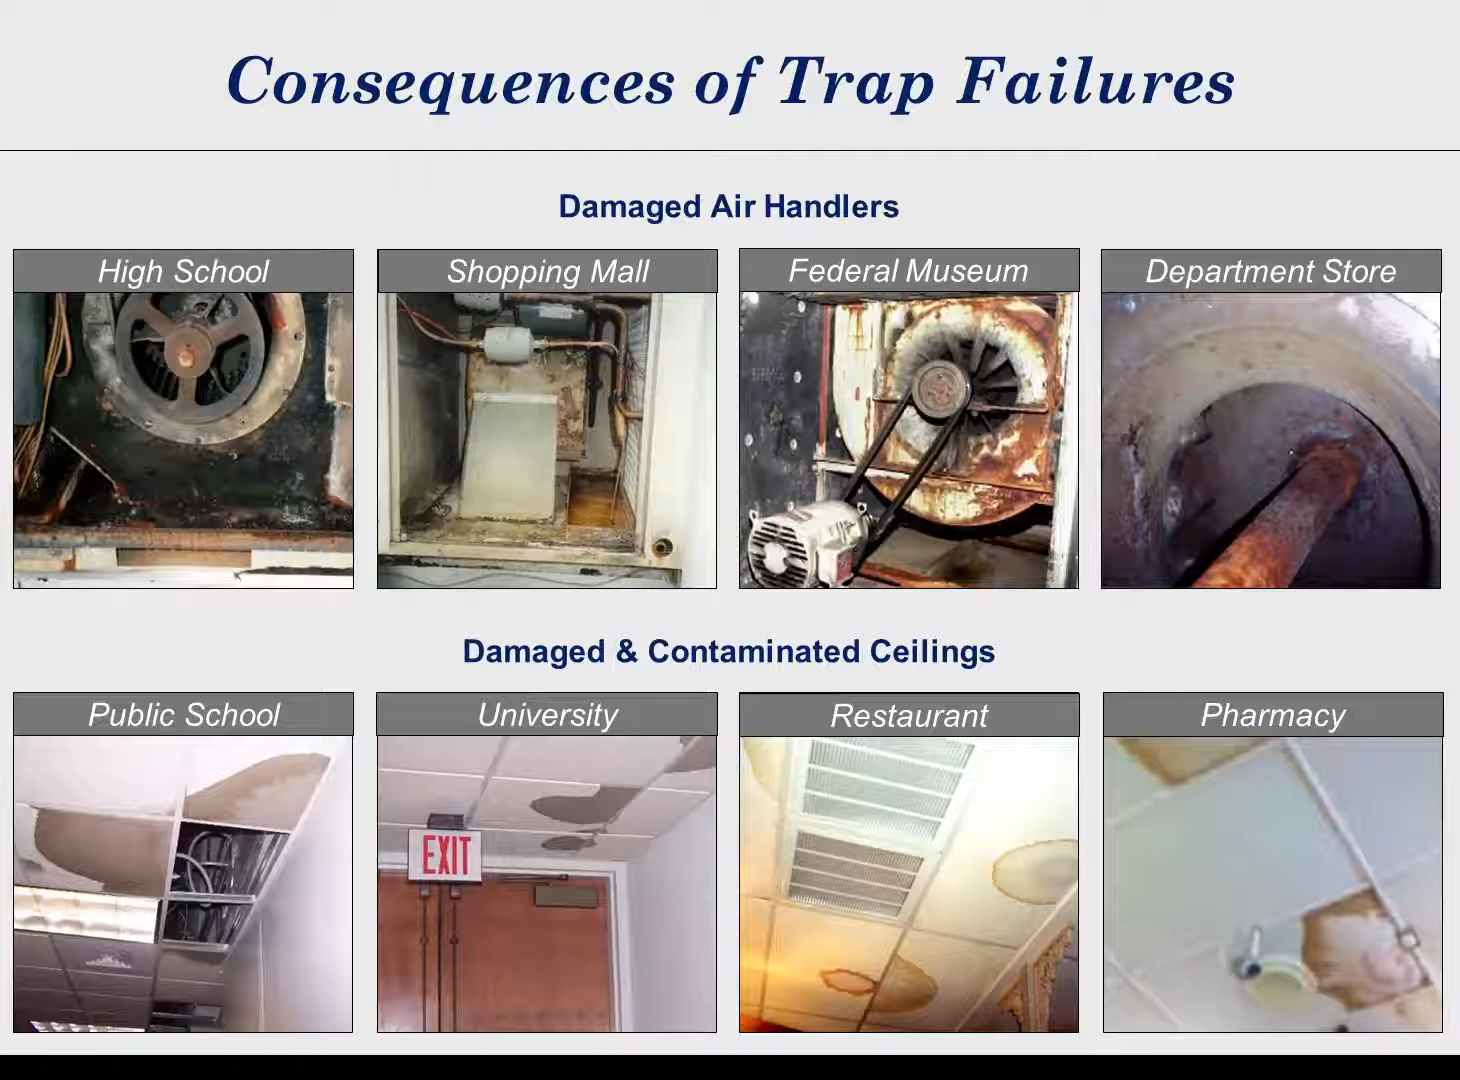 Consequences of Trap Failures
Damaged Air Handlers
High School
Shopping Mall
Federal Museum
Department Store
Damaged & Contaminated Ceilings
Public School
University
Restaurant
Pharmacy
EXIT